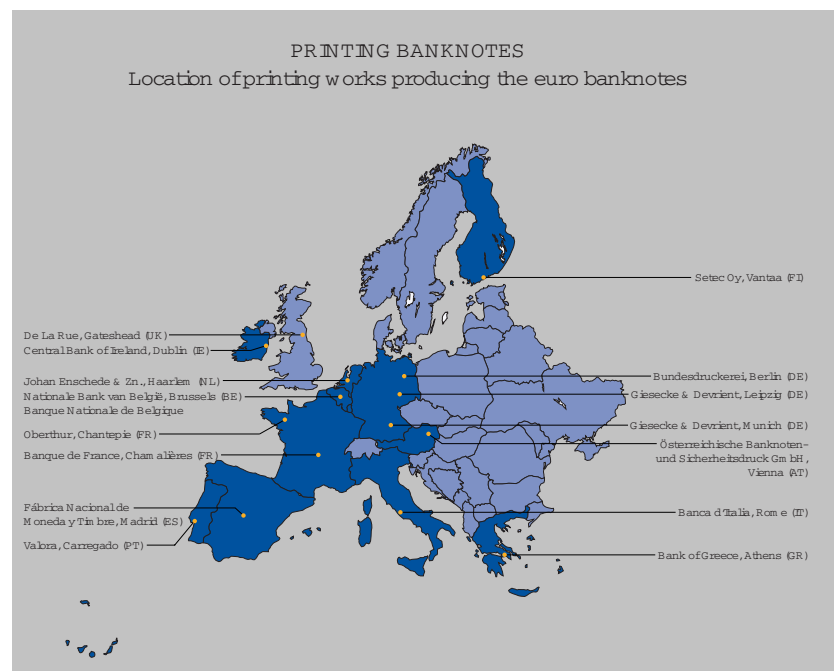 PRINTING BANKNOTES
Location of printing works producing the euro banknotes
Setec Oy, Vantaa (FI)
De La Rue, Gateshead (UK)
Central Bank of Ireland, Dublin (IE)
Johan Enschede & Zn., Haarlem (NL)
Nationale Bank van België, Brussels (BE)
Banque Nationale de Belgique
Oberthur, Chantepie (FR)
Banque de France, Chamalières (FR)
Fábrica Nacional de
Moneda y Timbre, Madrid (ES)
Valora, Carregado (PT)
Bundesdruckerei, Berlin (DE)
Giesecke & Devrient, Leipzig (DE)
Giesecke & Devrient, Munich (DE)
Österreichische Banknoten-
und Sicherheitsdruck GmbH,
Vienna (AT)
Banca d'Italia, Rome (IT)
Bank of Greece, Athens (GR)